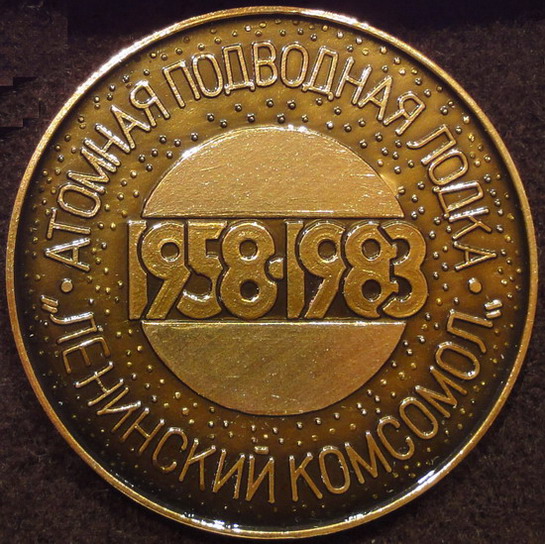 АТОМНАЯ ПОДВОДНАЯ ЛОДКА
1958·1983
"ЛЕНИНСКИЙ КОМСОМОЛ"